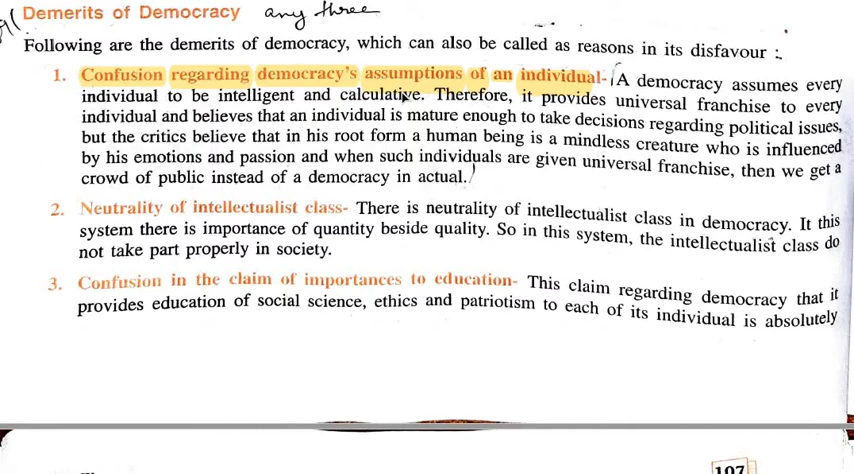 Demerits of Democracy any three
Following are the demerits of democracy, which can also be called as reasons in its disfavour :
1. Confusion regarding democracy's assumptions of an individual- A democracy assumes every
individual to be intelligent and calculative. Therefore, it provides universal franchise to every
individual and believes that an individual is mature enough to take decisions regarding political issues,
but the critics believe that in his root form a human being is a mindless creature who is influenced
by his emotions and passion and when such individuals are given universal franchise, then we get a
crowd of public instead of a democracy in actual.
2. Neutrality of intellectualist class- There is neutrality of intellectualist class in democracy. It this
system there is importance of quantity beside quality. So in this system, the intellectualist class do
not take part properly in society.
3. Confusion in the claim of importances to education- This claim regarding democracy that it
provides education of social science, ethics and patriotism to each of its individual is absolutely
107